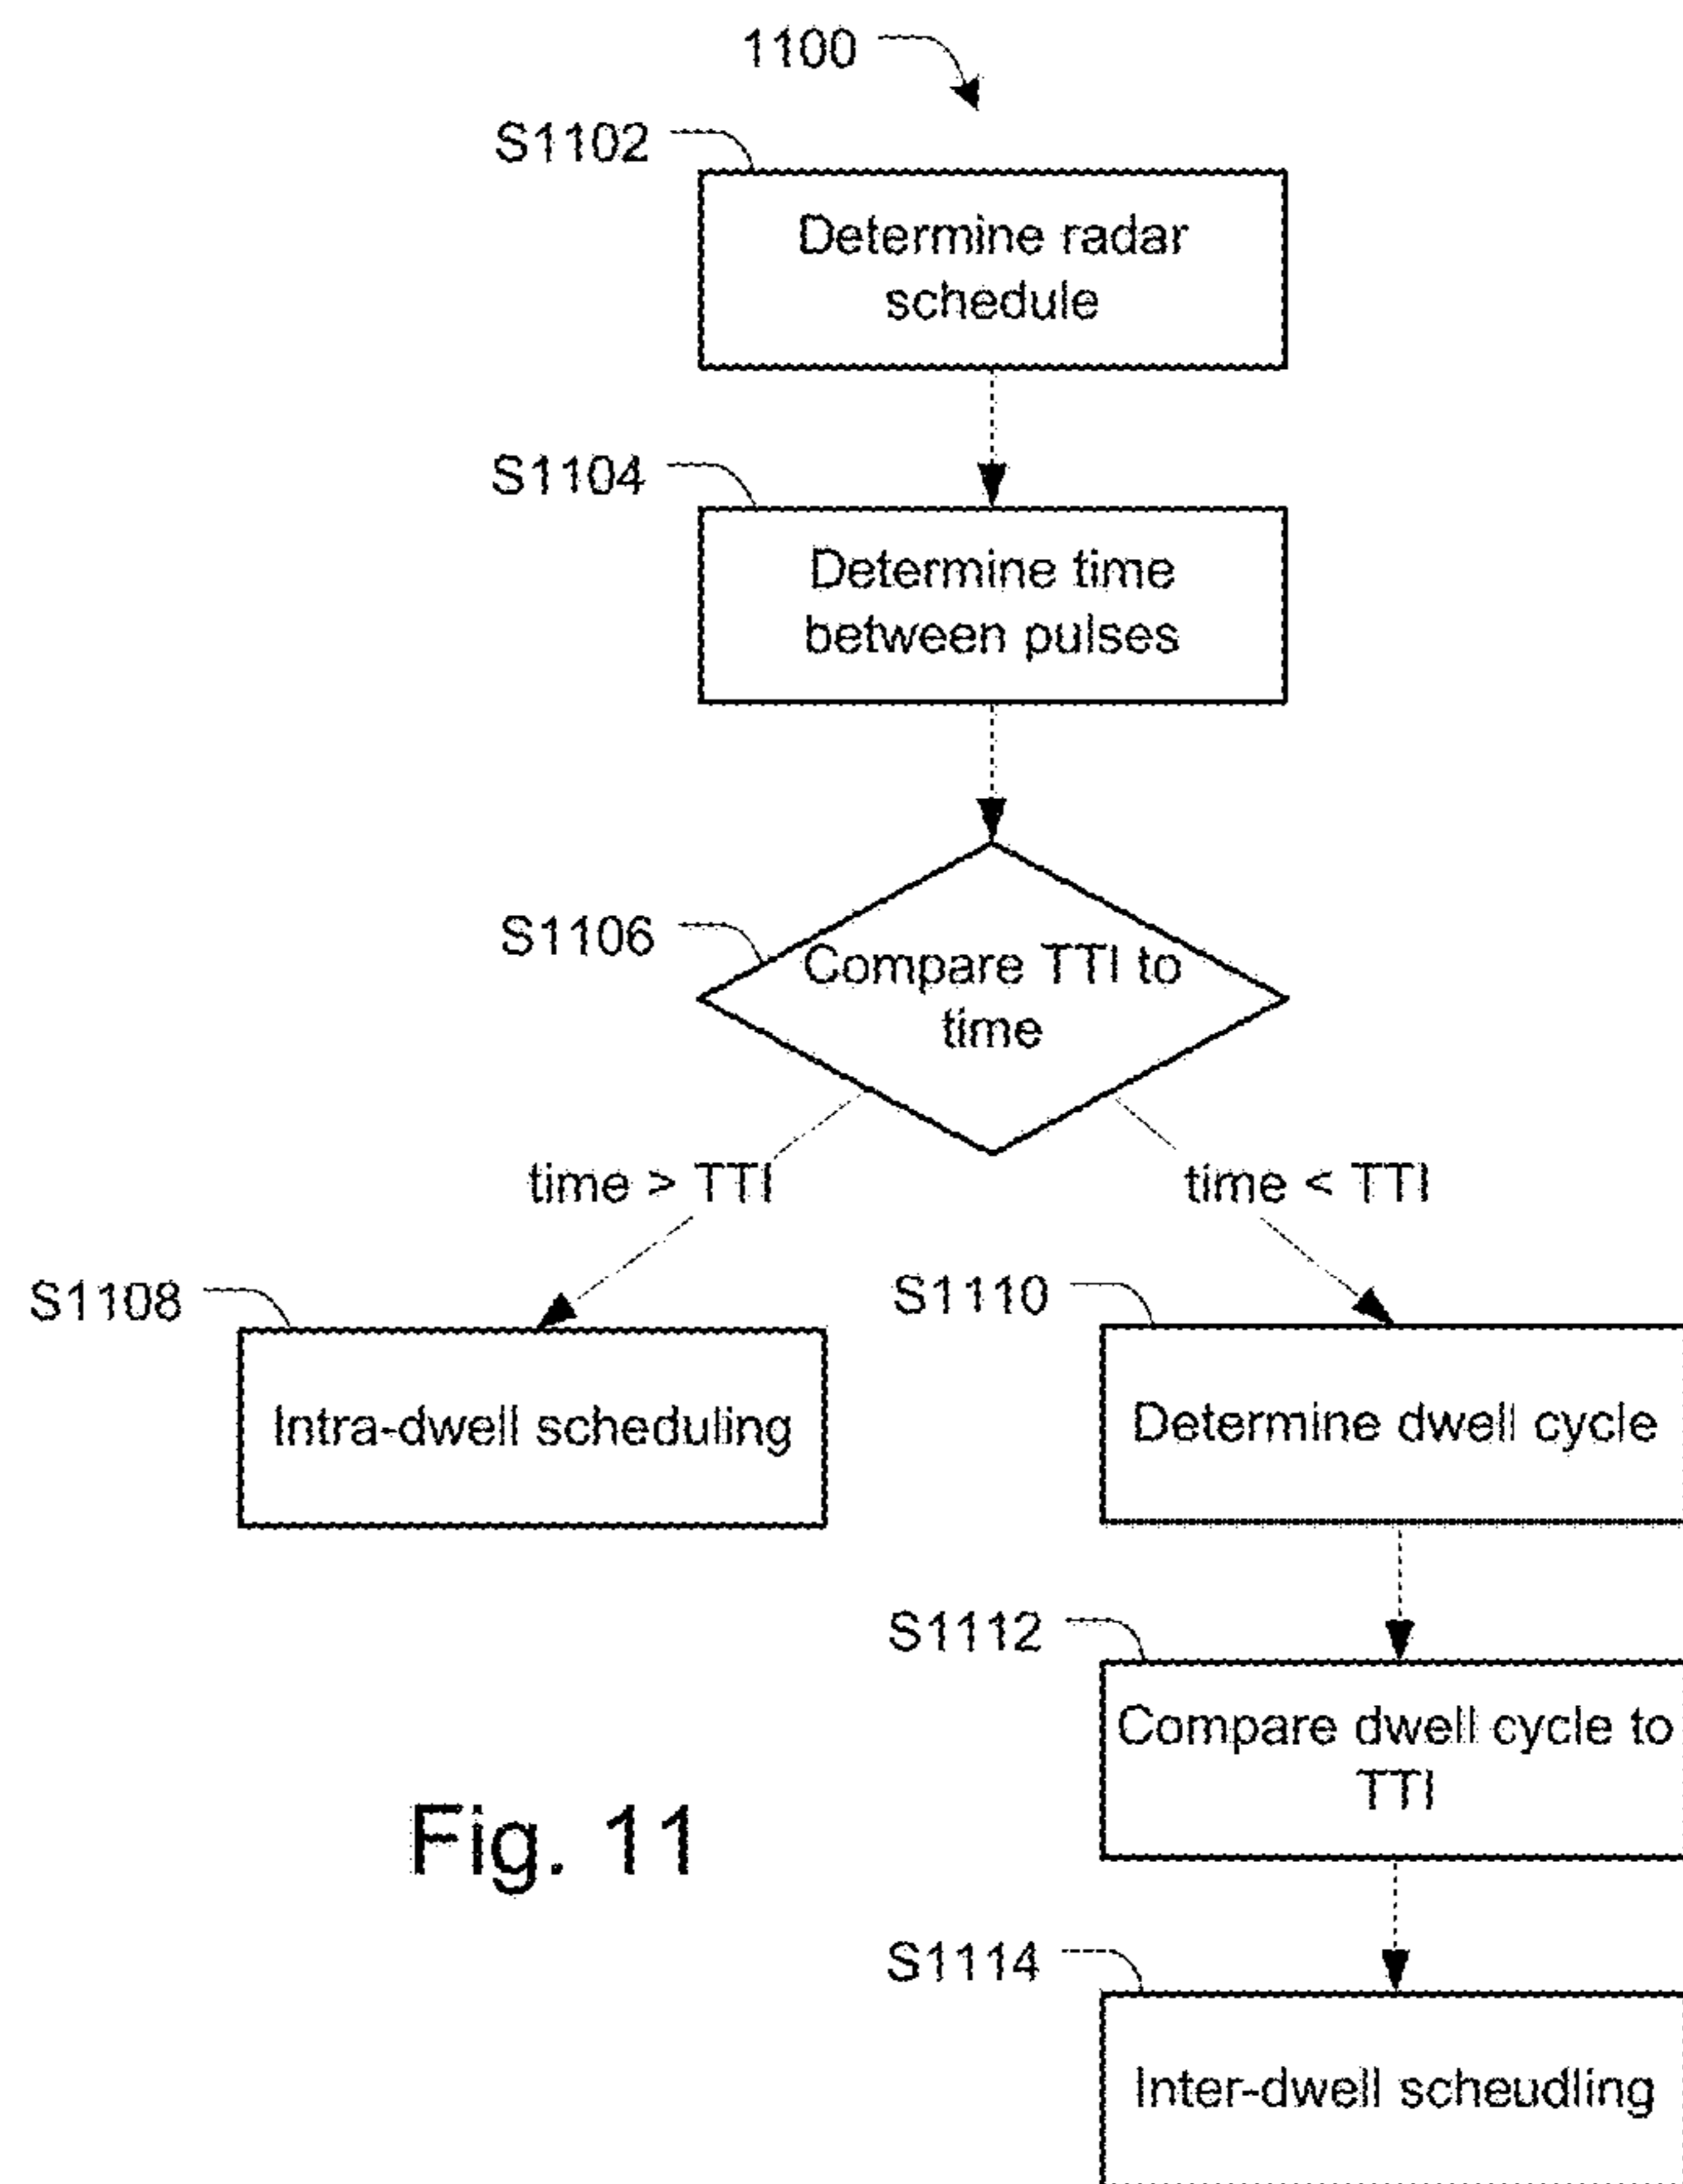 1100
S1102
Determine radar
schedule
S1104
Determine time
between pulses
S1106
Compare TTI to
time
time > TTI
time < TTI
S1108
Intra-dwell scheduling
S1110
Determine dwell cycle
S1112
Compare dwell cycle to
TTI
Fig. 11
S1114
Inter-dwell scheudling